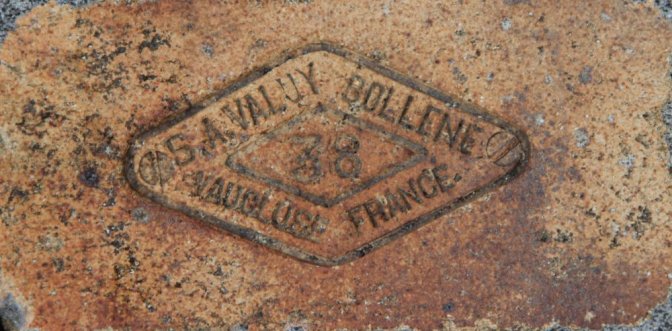 S.A. VALUY BOLLENE
38
VAUCLUSE FRANCE.